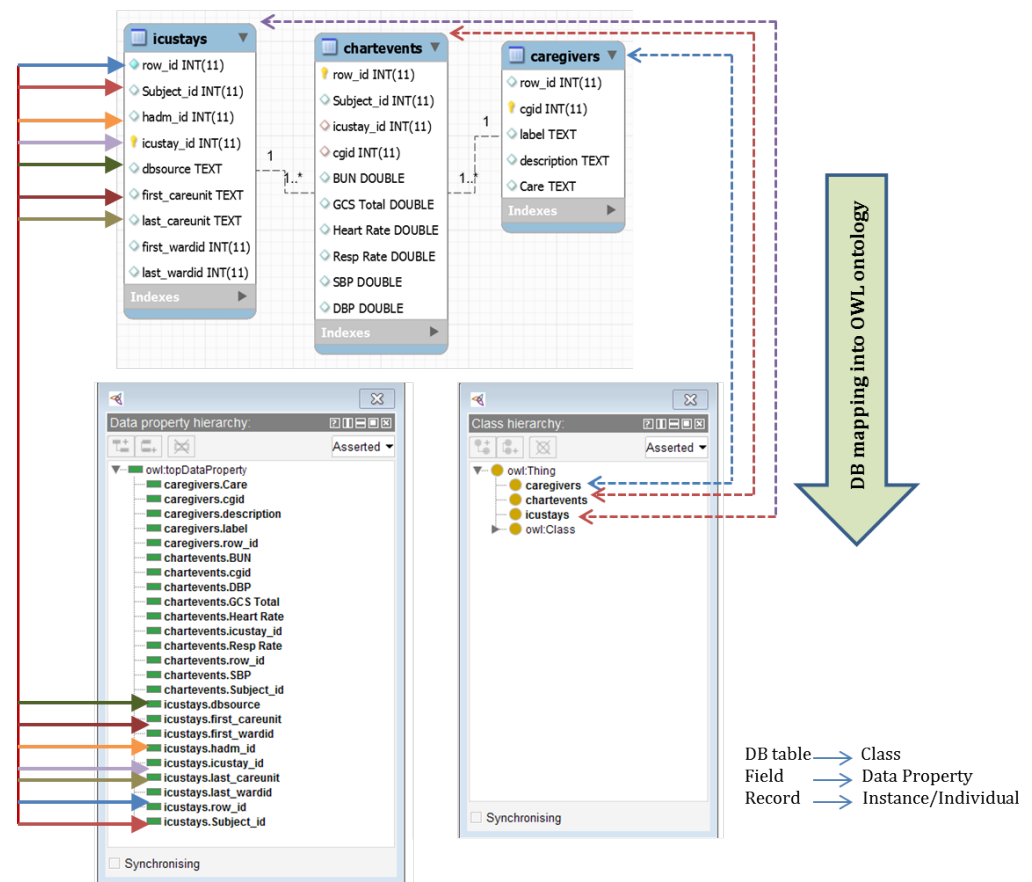 icustays
row_id INT(11)
Subject_id INT(11)
hadm_id INT(11)
icustay_id INT(11)
dbsource TEXT
first_careunit TEXT
last_careunit TEXT
first_wardid INT(11)
last_wardid INT(11)
Indexes
1
1..*
chartevents
row_id INT(11)
Subject_id INT(11)
icustay_id INT(11)
cgid INT(11)
BUN DOUBLE
GCS Total DOUBLE
Heart Rate DOUBLE
Resp Rate DOUBLE
SBP DOUBLE
DBP DOUBLE
Indexes
1
1..*
caregivers
row_id INT(11)
cgid INT(11)
label TEXT
description TEXT
Care TEXT
Indexes
DB mapping into OWL ontology
Data property hierarchy:
Asserted
owl:topDataProperty
caregivers.Care
caregivers.cgid
caregivers.description
caregivers.label
caregivers.row_id
chartevents.BUN
chartevents.cgid
chartevents.DBP
chartevents.GCS Total
chartevents.Heart Rate
chartevents.icustay_id
chartevents.Resp Rate
chartevents.row_id
chartevents.SBP
chartevents.Subject_id
icustays.dbsource
icustays.first_careunit
icustays.first_wardid
icustays.hadm_id
icustays.icustay_id
icustays.last_careunit
icustays.last_wardid
icustays.row_id
icustays.Subject_id
Synchronising
Class hierarchy:
Asserted
owl:Thing
caregivers
chartevents
icustays
owl:Class
Synchronising
DB table Class
Field Data Property
Record Instance/Individual